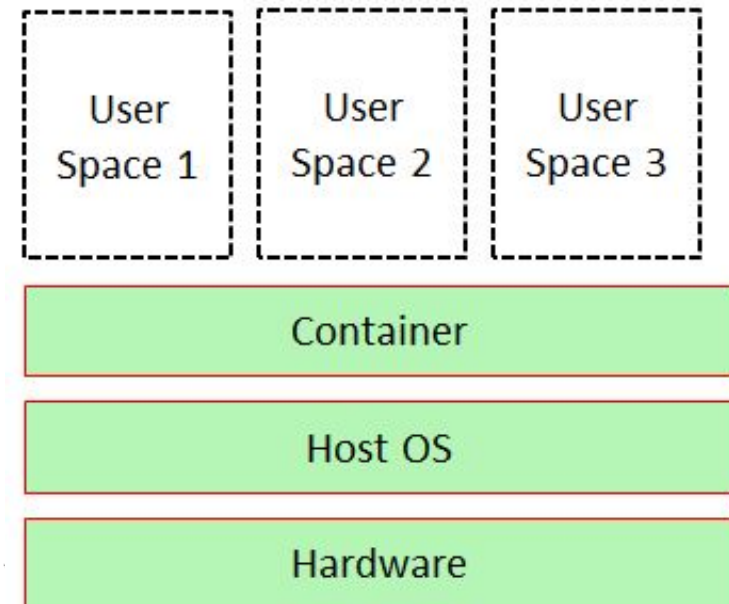 User
Space 1
User
Space 2
User
Space 3
Container
Host OS
Hardware